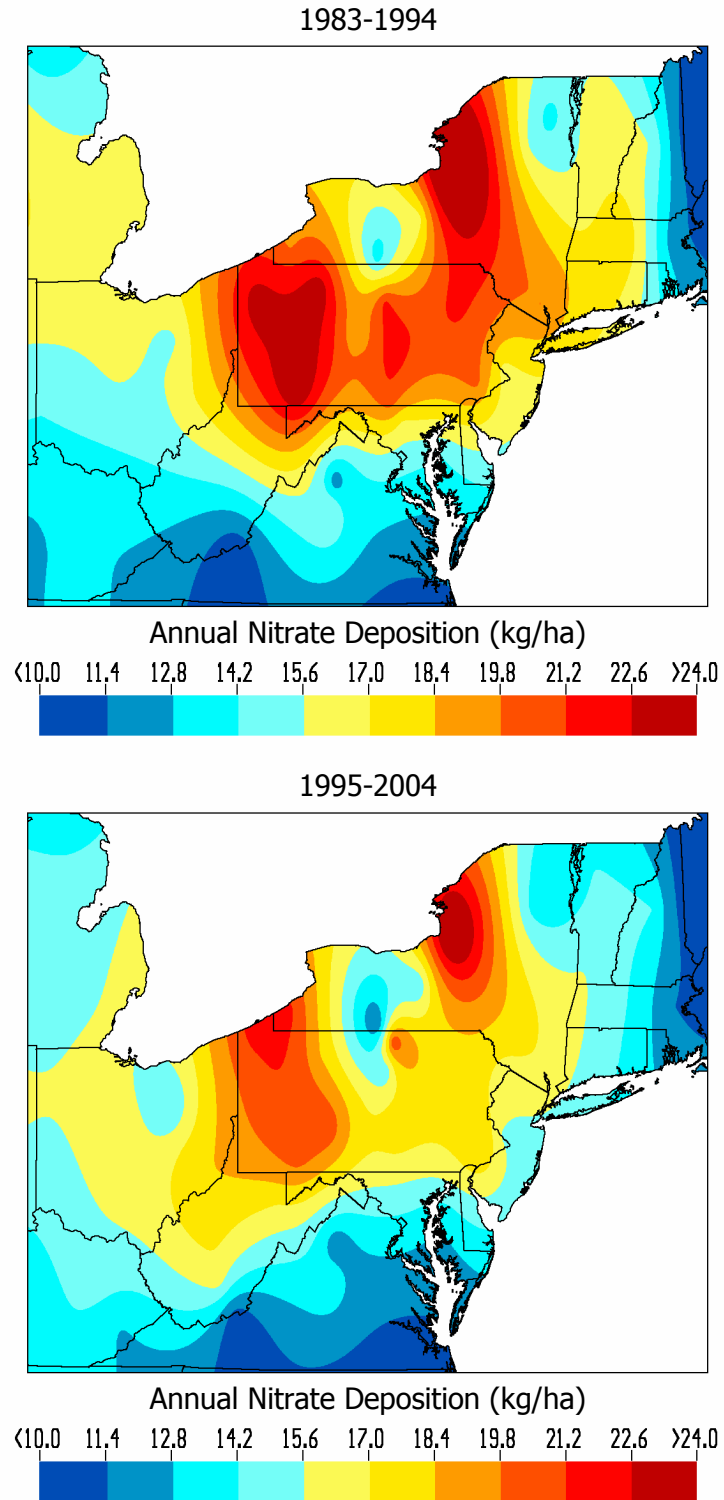 1983-1994
Annual Nitrate Deposition (kg/ha)
<10.0 11.4 12.8 14.2 15.6 17.0 18.4 19.8 21.2 22.6 >24.0
1995-2004
Annual Nitrate Deposition (kg/ha)
<10.0 11.4 12.8 14.2 15.6 17.0 18.4 19.8 21.2 22.6 >24.0